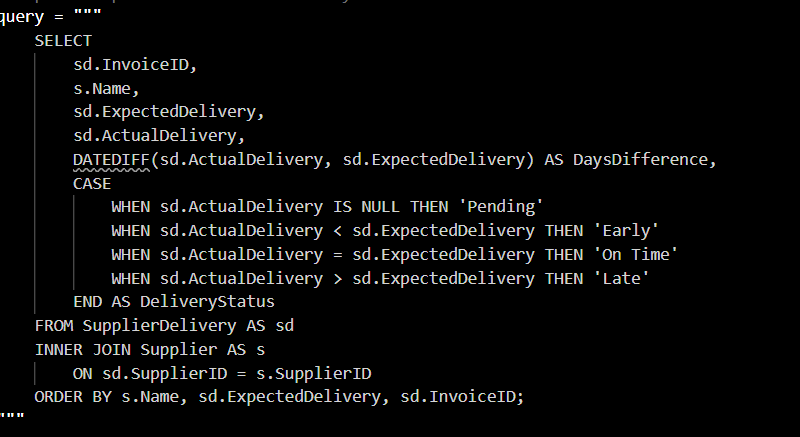 query = """
SELECT
sd.InvoiceID,
s.Name,
sd.ExpectedDelivery,
sd.ActualDelivery,
DATEDIFF(sd.ActualDelivery, sd.ExpectedDelivery) AS DaysDifference,
CASE
WHEN sd.ActualDelivery IS NULL THEN 'Pending'
WHEN sd.ActualDelivery < sd.ExpectedDelivery THEN 'Early'
WHEN sd.ActualDelivery = sd.ExpectedDelivery THEN 'On Time'
WHEN sd.ActualDelivery > sd.ExpectedDelivery THEN 'Late'
END AS DeliveryStatus
FROM SupplierDelivery AS sd
INNER JOIN Supplier AS s
ON sd.SupplierID = s.SupplierID
ORDER BY s.Name, sd.ExpectedDelivery, sd.InvoiceID;
"""